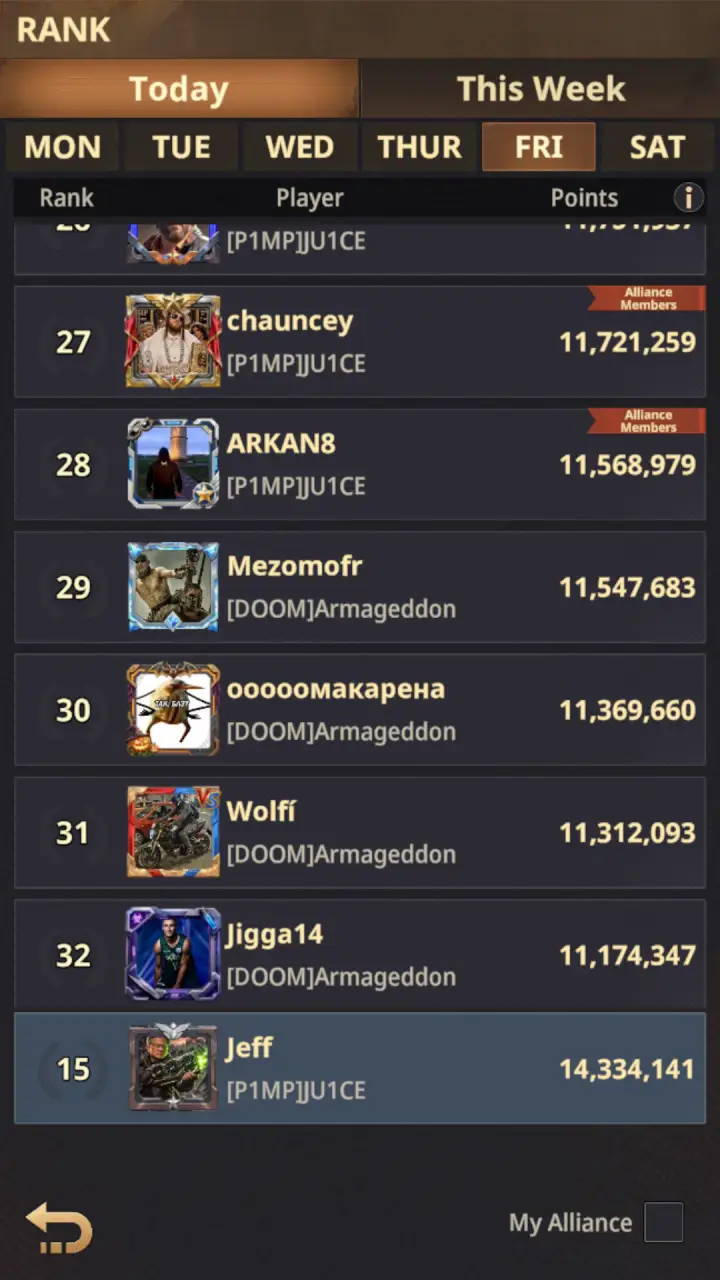 RANK
Today
This Week
MON
TUE
WED
THUR
FRI
SAT
Rank
Player
Points
[P1MP]JU1CE
Alliance
Members
27
chauncey
[P1MP]JU1CE
11,721,259
Alliance
Members
28
ARKAN8
[P1MP]JU1CE
11,568,979
29
Mezomofr
[DOOM]Armageddon
11,547,683
30
ооооомакарена
[DOOM]Armageddon
11,369,660
31
Wolfí
[DOOM]Armageddon
11,312,093
32
Jigga14
[DOOM]Armageddon
11,174,347
15
Jeff
[P1MP]JU1CE
14,334,141
My Alliance